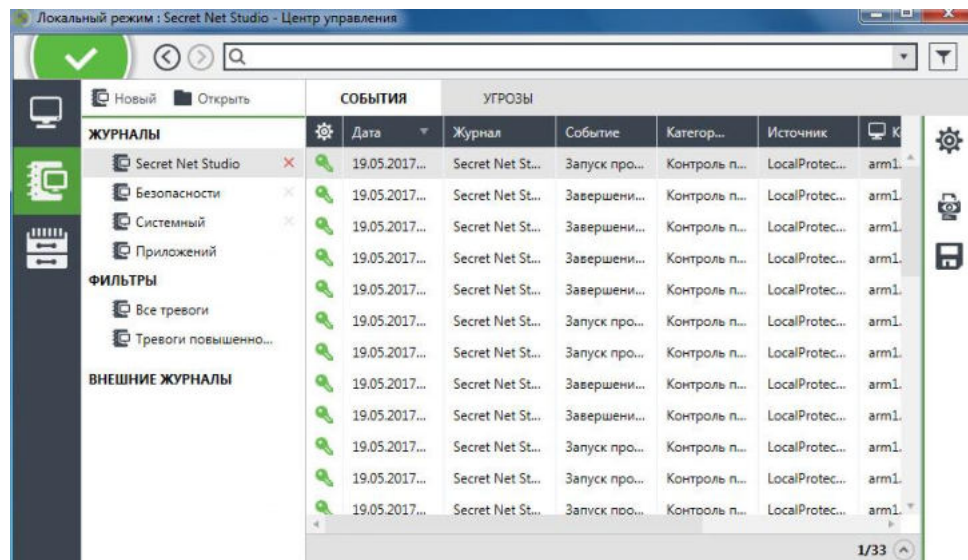 Локальный режим : Secret Net Studio - Центр управления
Новый Открыть
СОБЫТИЯ УГРОЗЫ
ЖУРНАЛЫ
Secret Net Studio
Безопасности
Системный
Приложений
ФИЛЬТРЫ
Все тревоги
Тревоги повышенно...
ВНЕШНИЕ ЖУРНАЛЫ
Дата Журнал Событие Категор... Источник К
19.05.2017... Secret Net St... Запуск про... Контроль п... LocalProtec... arm1.
19.05.2017... Secret Net St... Завершени... Контроль п... LocalProtec... arm1.
19.05.2017... Secret Net St... Завершени... Контроль п... LocalProtec... arm1.
19.05.2017... Secret Net St... Завершени... Контроль п... LocalProtec... arm1.
19.05.2017... Secret Net St... Запуск про... Контроль п... LocalProtec... arm1.
19.05.2017... Secret Net St... Запуск про... Контроль п... LocalProtec... arm1.
19.05.2017... Secret Net St... Завершени... Контроль п... LocalProtec... arm1.
19.05.2017... Secret Net St... Завершени... Контроль п... LocalProtec... arm1.
19.05.2017... Secret Net St... Запуск про... Контроль п... LocalProtec... arm1.
19.05.2017... Secret Net St... Запуск про... Контроль п... LocalProtec... arm1.
19.05.2017... Secret Net St... Запуск про... Контроль п... LocalProtec... arm1.
19.05.2017... Secret Net St... Запуск про... Контроль п... LocalProtec... arm1.
1/33